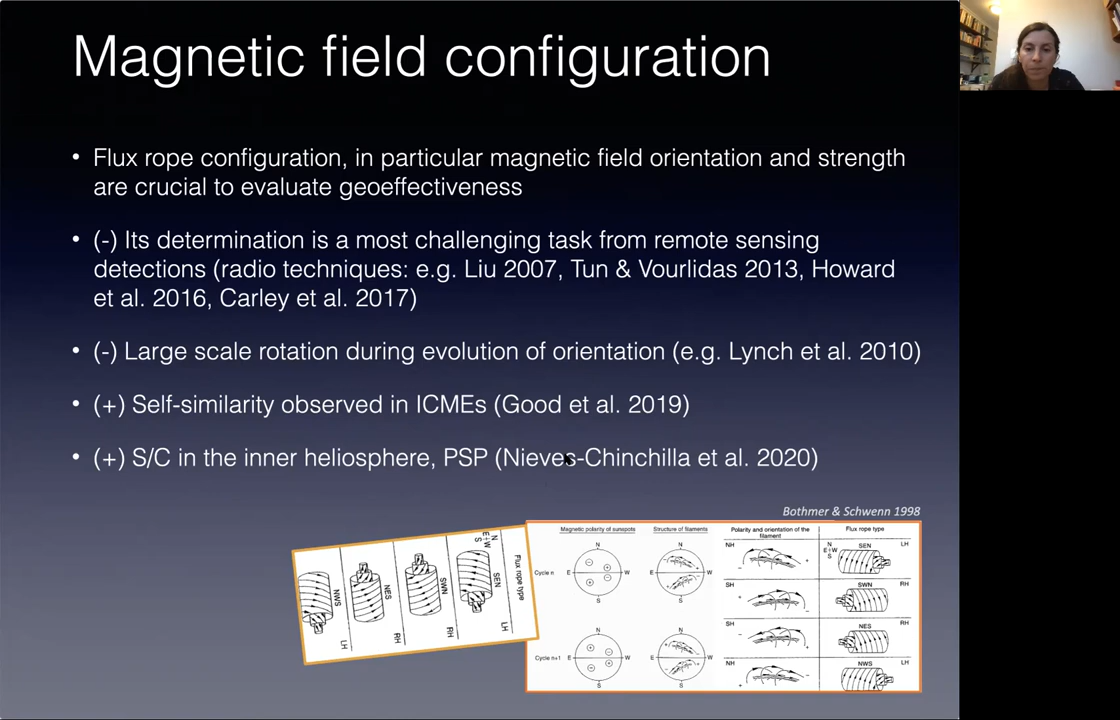 Magnetic field configuration
• Flux rope configuration, in particular magnetic field orientation and strength
are crucial to evaluate geoeffectiveness
• (-) Its determination is a most challenging task from remote sensing
detections (radio techniques: e.g. Liu 2007, Tun & Vourlidas 2013, Howard
et al. 2016, Carley et al. 2017)
• (-) Large scale rotation during evolution of orientation (e.g. Lynch et al. 2010)
• (+) Self-similarity observed in ICMEs (Good et al. 2019)
• (+) S/C in the inner heliosphere, PSP (Nieves-Chinchilla et al. 2020)
Bothmer & Schwenn 1998
Flux rope type
N
E+W
S
SEN
LH
SWN
RH
NES
RH
NWS
LH
Magnetic polarity of sunspots
Structure of filaments
Polarity and orientation of the
filament
Flux rope type
Cycle n
N
E
W
S
N
E
W
S
NH
- +
N
E+W
S
SEN
LH
SH
+ -
SWN
RH
Cycle n+1
N
E
W
S
N
E
W
S
SH
- +
NES
RH
NH
+ -
NWS
LH